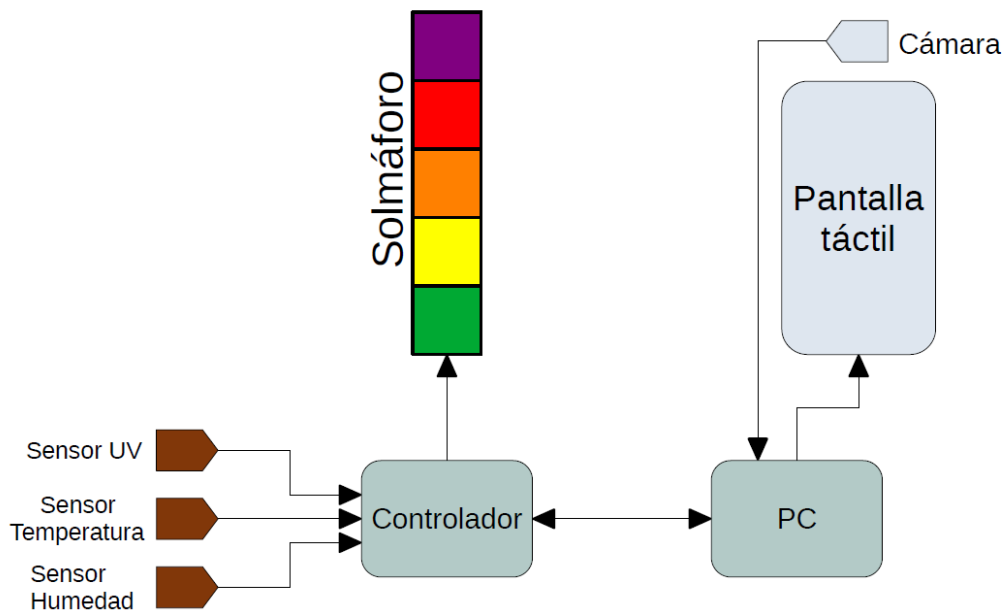 Solmáforo
Cámara
Pantalla
táctil
Sensor UV
Sensor
Temperatura
Sensor
Humedad
Controlador
PC